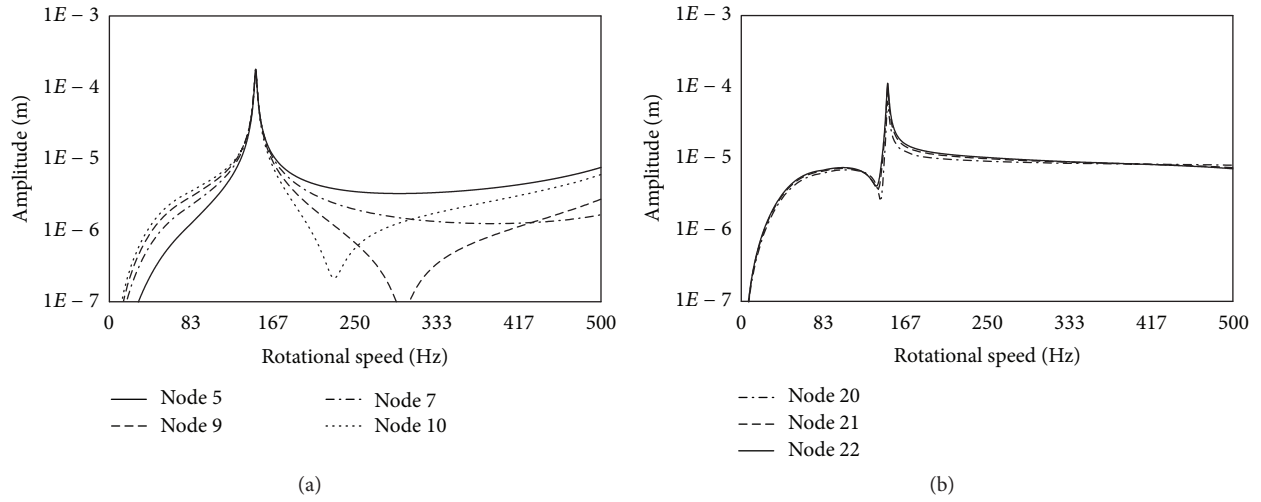 1E − 3
1E − 4
1E − 5
1E − 6
1E − 7
Amplitude (m)
0 83 167 250 333 417 500
Rotational speed (Hz)
Node 5 Node 7
Node 9 Node 10
(a)
1E − 3
1E − 4
1E − 5
1E − 6
1E − 7
Amplitude (m)
0 83 167 250 333 417 500
Rotational speed (Hz)
Node 20
Node 21
Node 22
(b)